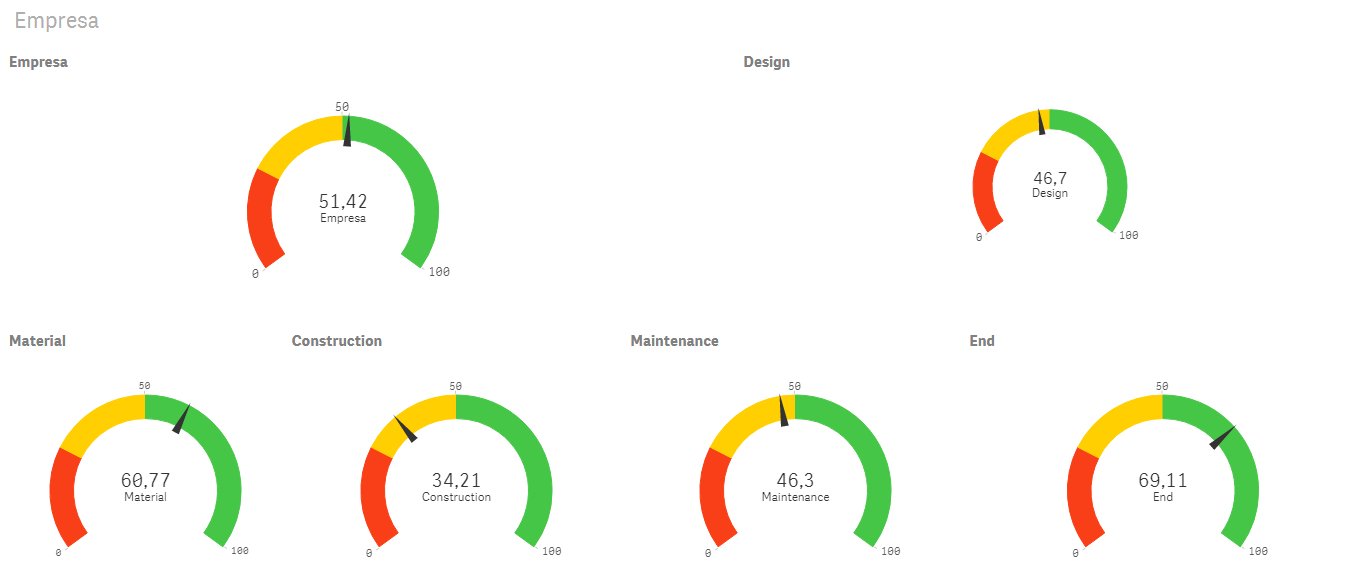 Empresa
Empresa
Design
50
51,42
Empresa
0
100
46,7
Design
0
100
Material
Construction
Maintenance
End
50
60,77
Material
0
100
50
34,21
Construction
0
100
50
46,3
Maintenance
0
100
50
69,11
End
0
100